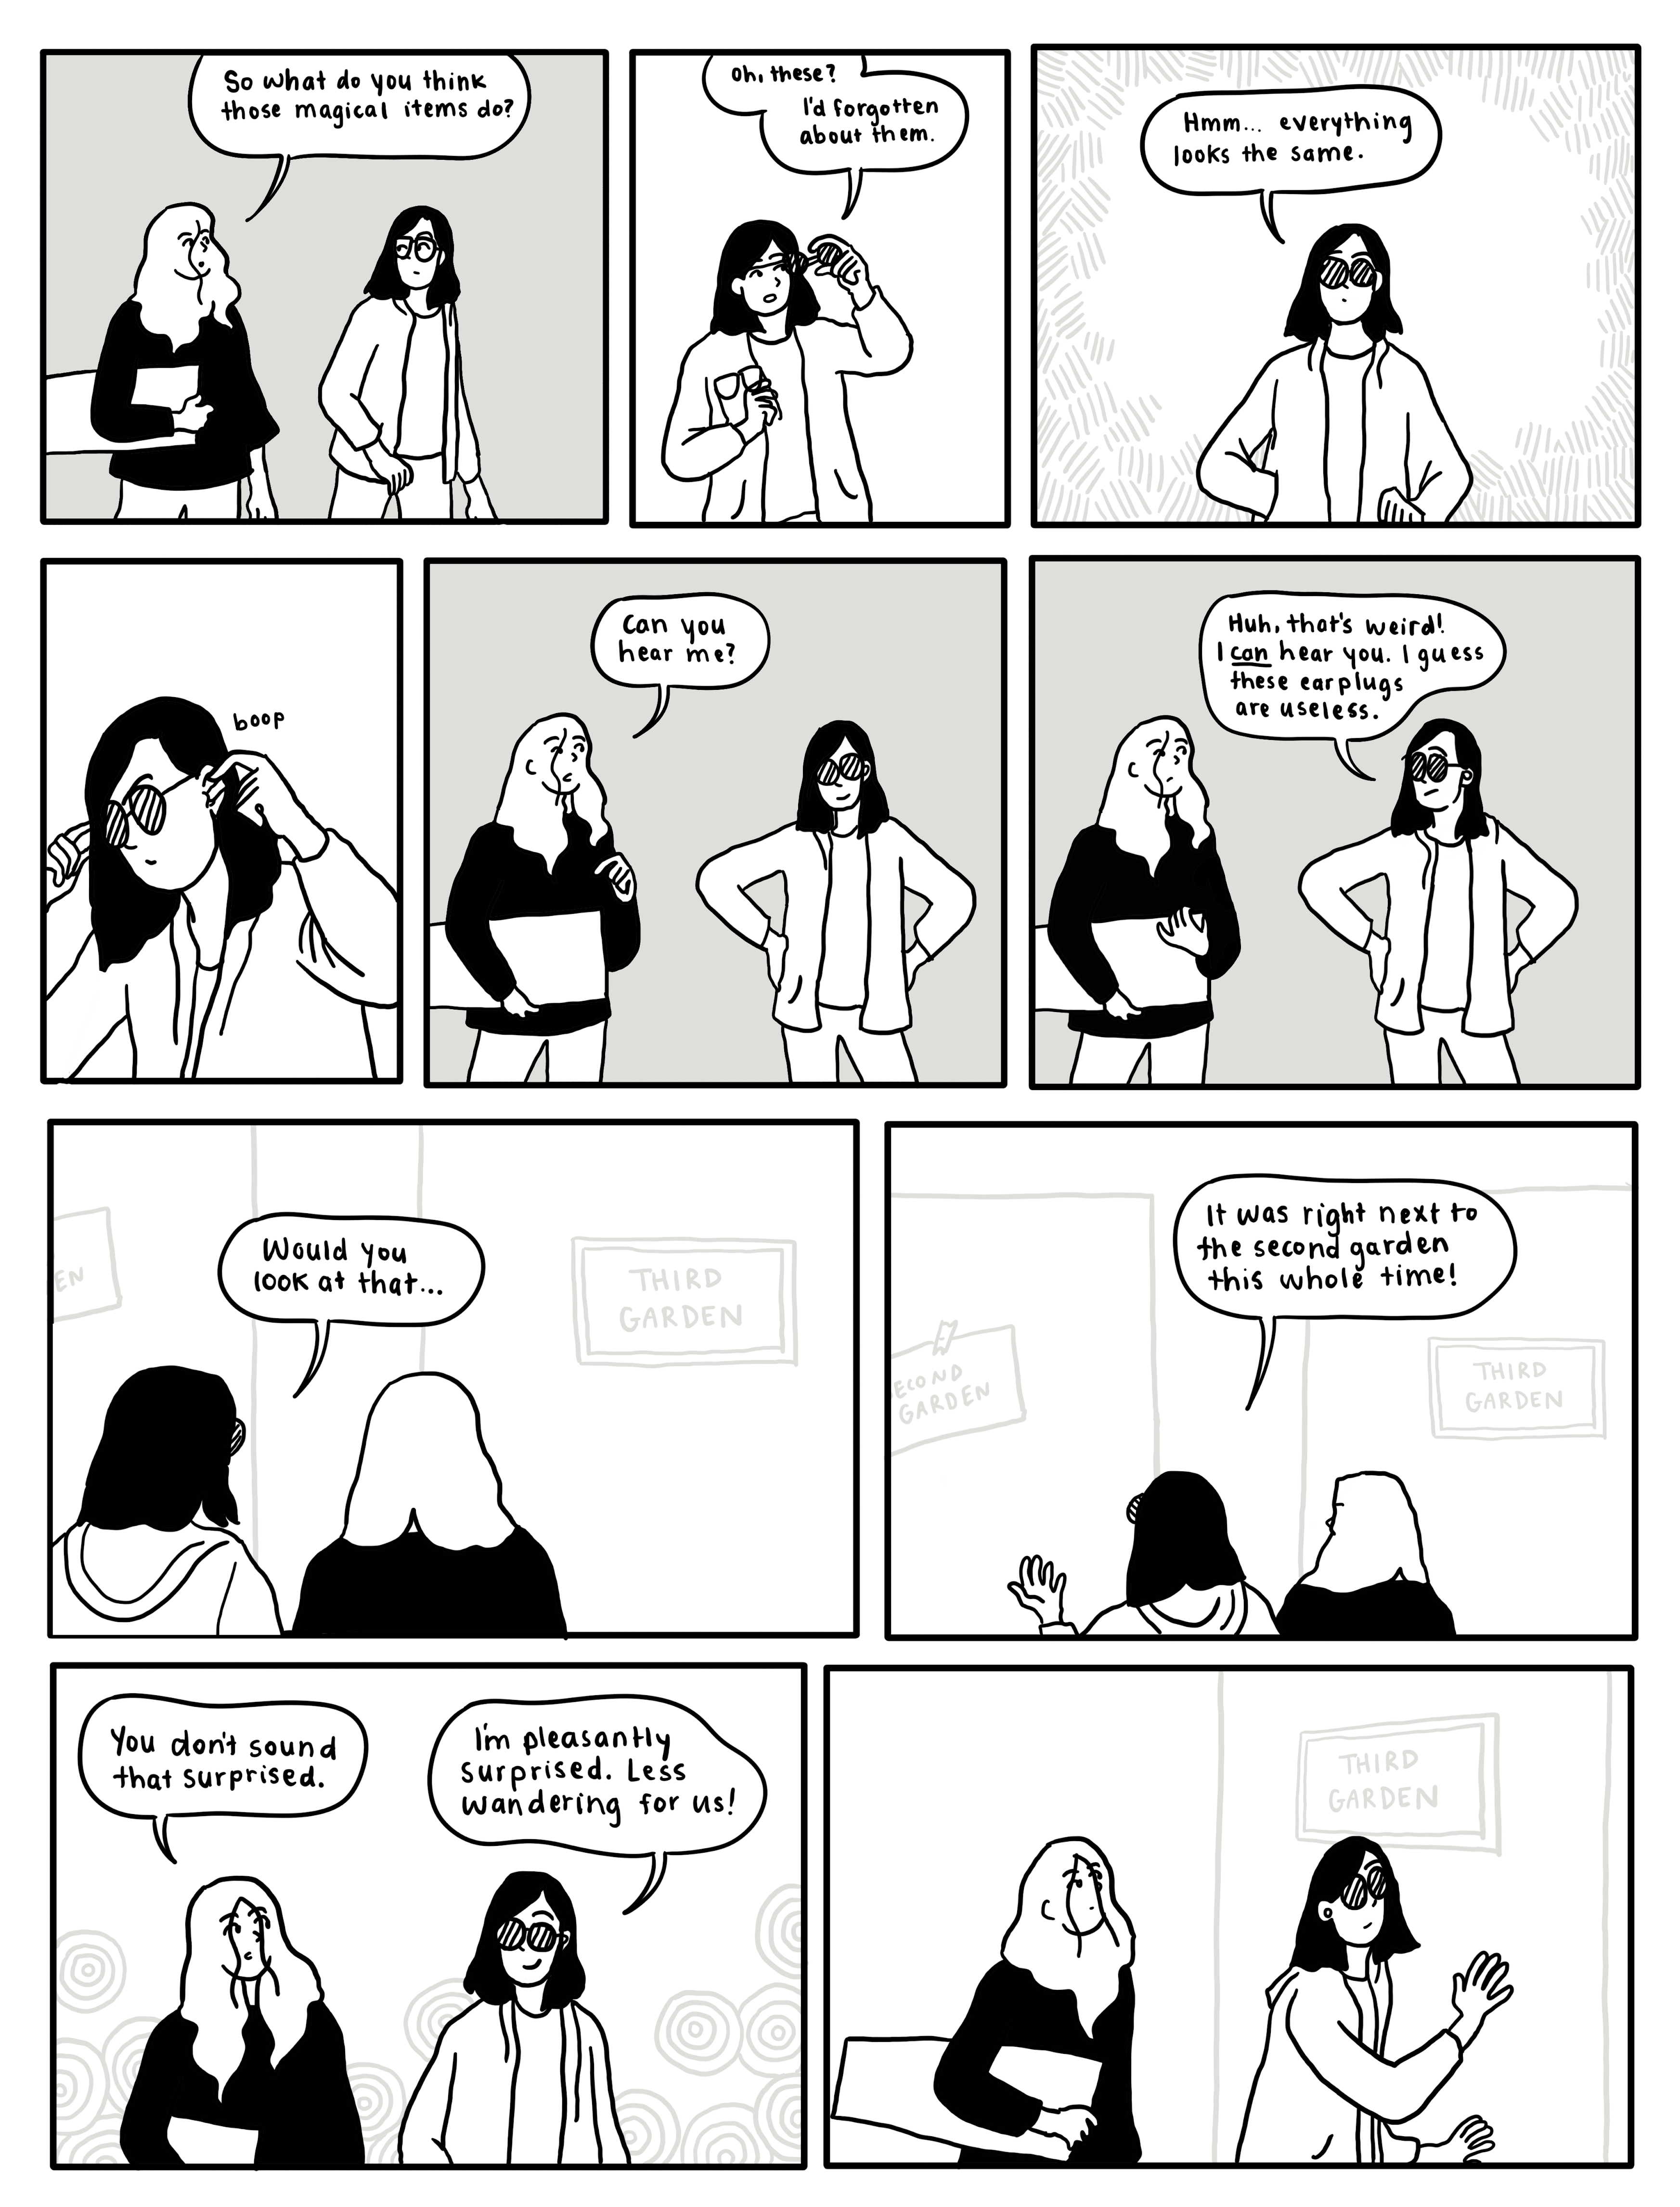 So what do you think
those magical items do?
Oh, these?
I'd forgotten
about them.
Hmm... everything
looks the same.
boop
Can you
hear me?
Huh, that's weird!
I can hear you. I guess
these earplugs
are useless.
EN
Would you
look at that...
THIRD
GARDEN
It was right next to
the second garden
this whole time!
ECOND
GARDEN
THIRD
GARDEN
You don't sound
that surprised.
I'm pleasantly
surprised. Less
wandering for us!
THIRD
GARDEN